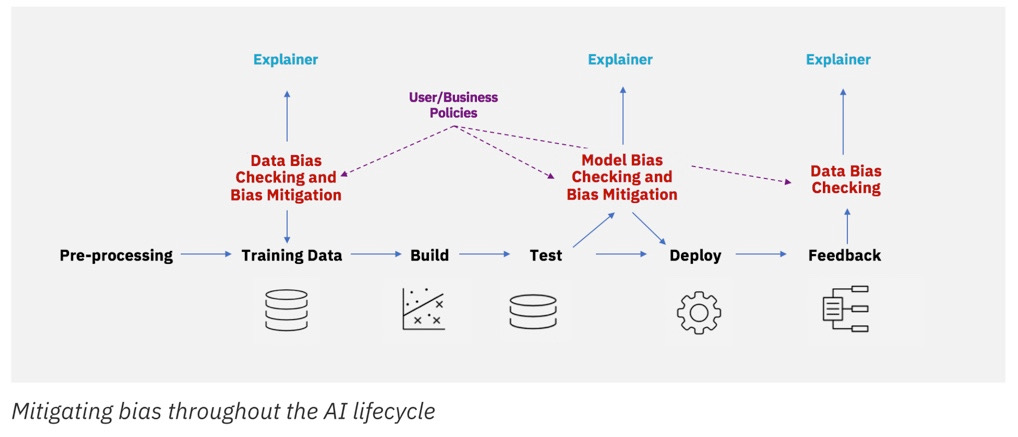 Explainer
Explainer
Explainer
User/Business
Policies
Data Bias
Checking and
Bias Mitigation
Model Bias
Checking and
Bias Mitigation
Data Bias
Checking
Pre-processing
Training Data
Build
Test
Deploy
Feedback
Mitigating bias throughout the AI lifecycle